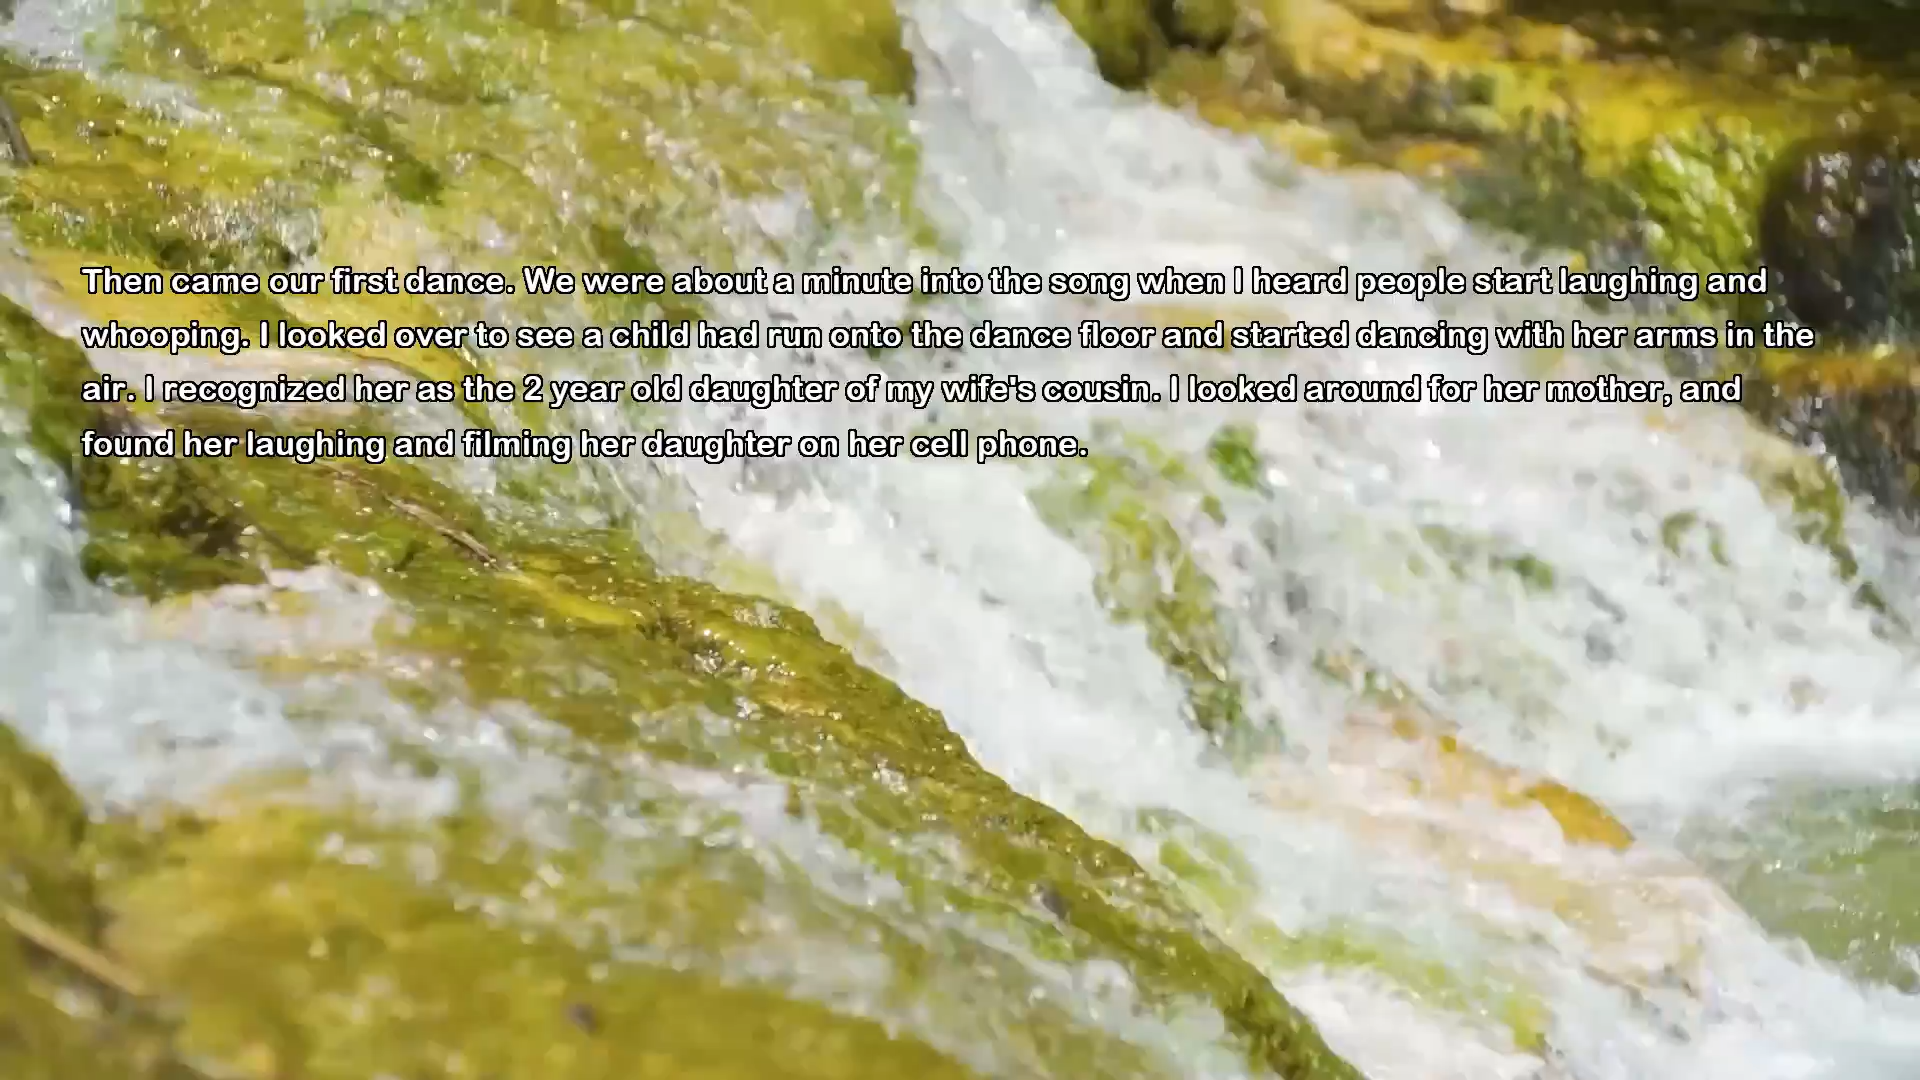 Then came our first dance. We were about a minute into the song when I heard people start laughing and
whooping. I looked over to see a child had run onto the dance floor and started dancing with her arms in the
air. I recognized her as the 2 year old daughter of my wife's cousin. I looked around for her mother, and
found her laughing and filming her daughter on her cell phone.